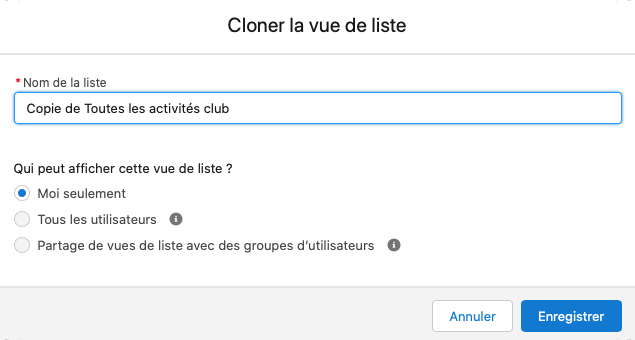 Cloner la vue de liste
* Nom de la liste
Copie de Toutes les activités club
Qui peut afficher cette vue de liste ?
Moi seulement
Tous les utilisateurs
Partage de vues de liste avec des groupes d’utilisateurs
Annuler
Enregistrer